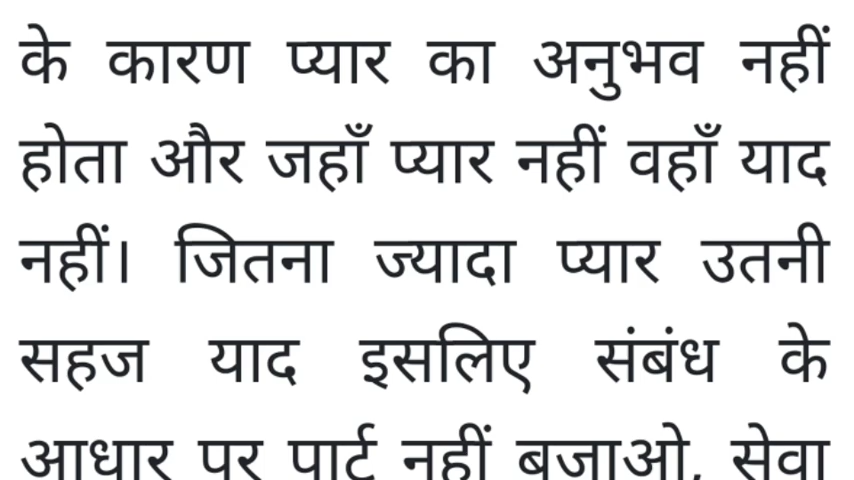 के कारण प्यार का अनुभव नहीं
होता और जहाँ प्यार नहीं वहाँ याद
नहीं। जितना ज्यादा प्यार उतनी
सहज याद इसलिए संबंध के
आधार पर पार्ट नहीं बजाओ, सेवा